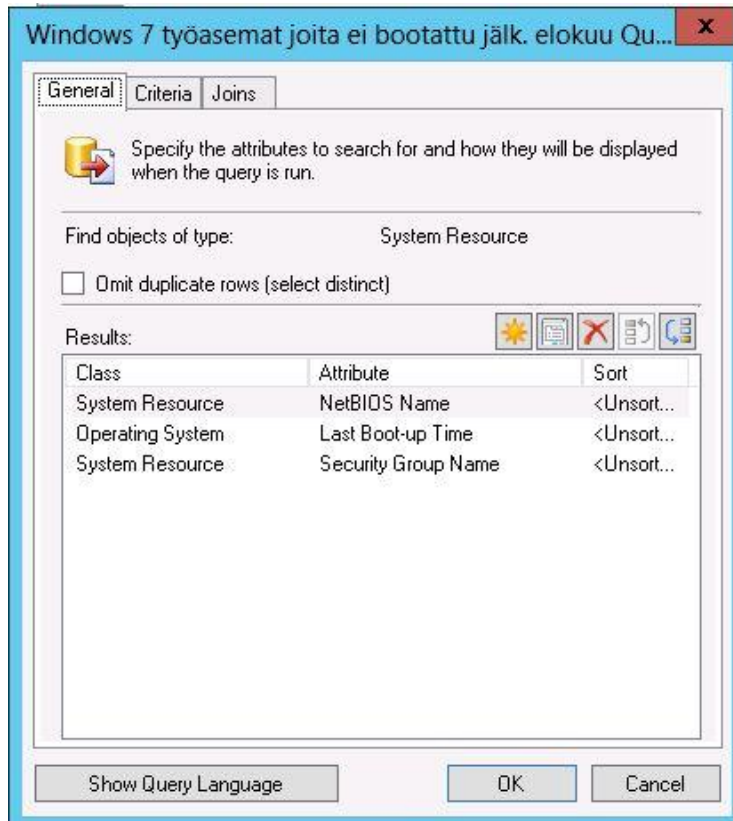 Windows 7 työasemat joita ei bootattu jälk. elokuu Qu... x
General Criteria Joins
Specify the attributes to search for and how they will be displayed
when the query is run.
Find objects of type: System Resource
Omit duplicate rows (select distinct)
Results:
Class Attribute Sort
System Resource NetBIOS Name <Unsort...
Operating System Last Boot-up Time <Unsort...
System Resource Security Group Name <Unsort...
Show Query Language OK Cancel